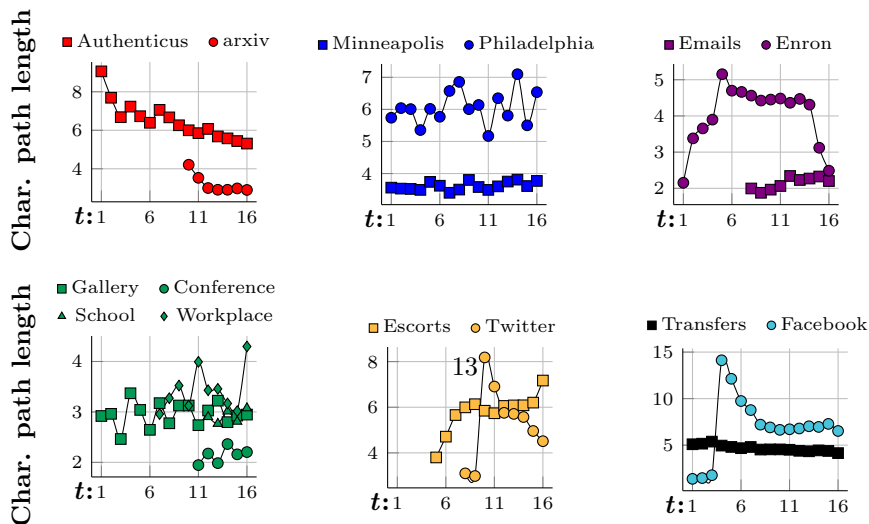 Authenticus arxiv
Char. path length
8
6
4
t: 1 6 11 16
Minneapolis Philadelphia
7
6
5
4
1 6 11 16
Emails Enron
5
4
3
2
1 6 11 16
Gallery Conference
School Workplace
Char. path length
4
3
2
t: 1 6 11 16
Escorts Twitter
13
8
6
4
t: 1 6 11 16
Transfers Facebook
15
10
5
t: 1 6 11 16